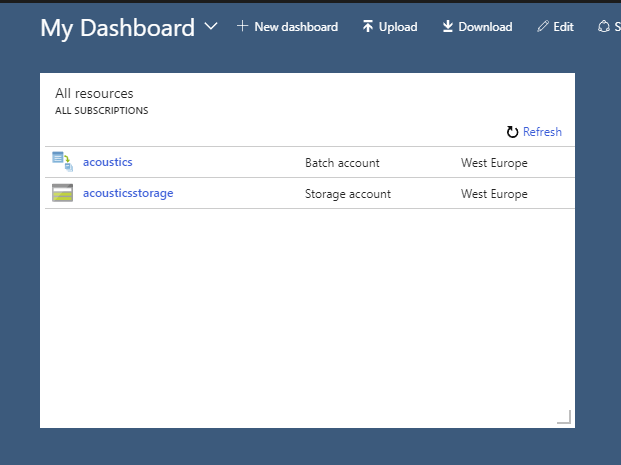 My Dashboard New dashboard Upload Download Edit
All resources
ALL SUBSCRIPTIONS
Refresh
acoustics Batch account West Europe
acousticsstorage Storage account West Europe